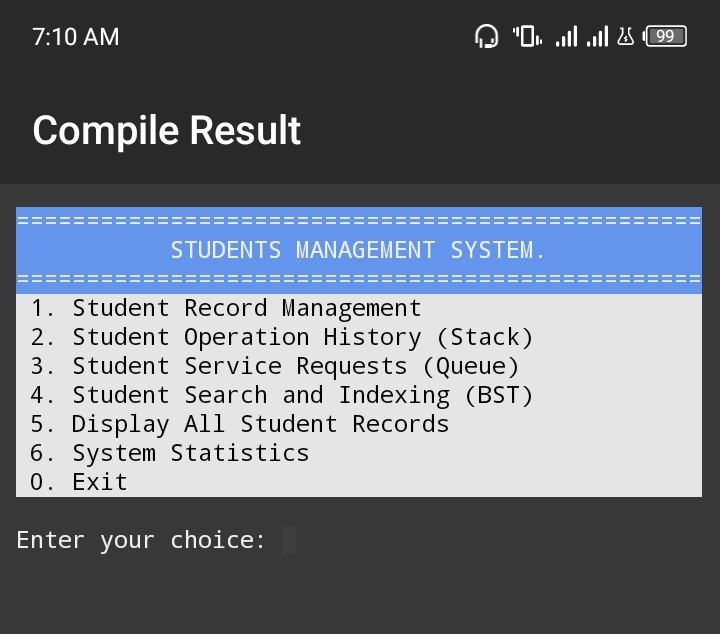 7:10 AM
99
Compile Result
=================================================
STUDENTS MANAGEMENT SYSTEM.
=================================================
1. Student Record Management
2. Student Operation History (Stack)
3. Student Service Requests (Queue)
4. Student Search and Indexing (BST)
5. Display All Student Records
6. System Statistics
0. Exit
Enter your choice: